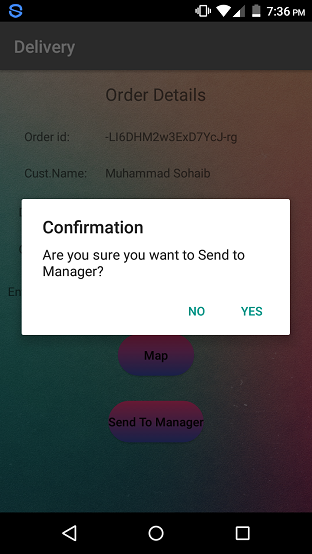 7:36 PM
Delivery
Order Details
Order id: -LI6DHM2w3ExD7YcJ-rg
Cust.Name: Muhammad Sohaib
Confirmation
Are you sure you want to Send to
Manager?
NO YES
En
Map
Send To Manager